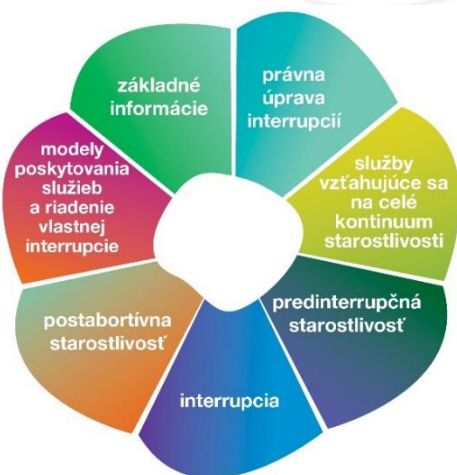 základné
informácie
právna
úprava
interrupcií
služby
vzťahujúce sa
na celé
kontinuum
starostlivosti
predinterrupčná
starostlivosť
interrupcia
postabortívna
starostlivosť
modely
poskytovania
služieb
a riadenie
vlastnej
interrupcie